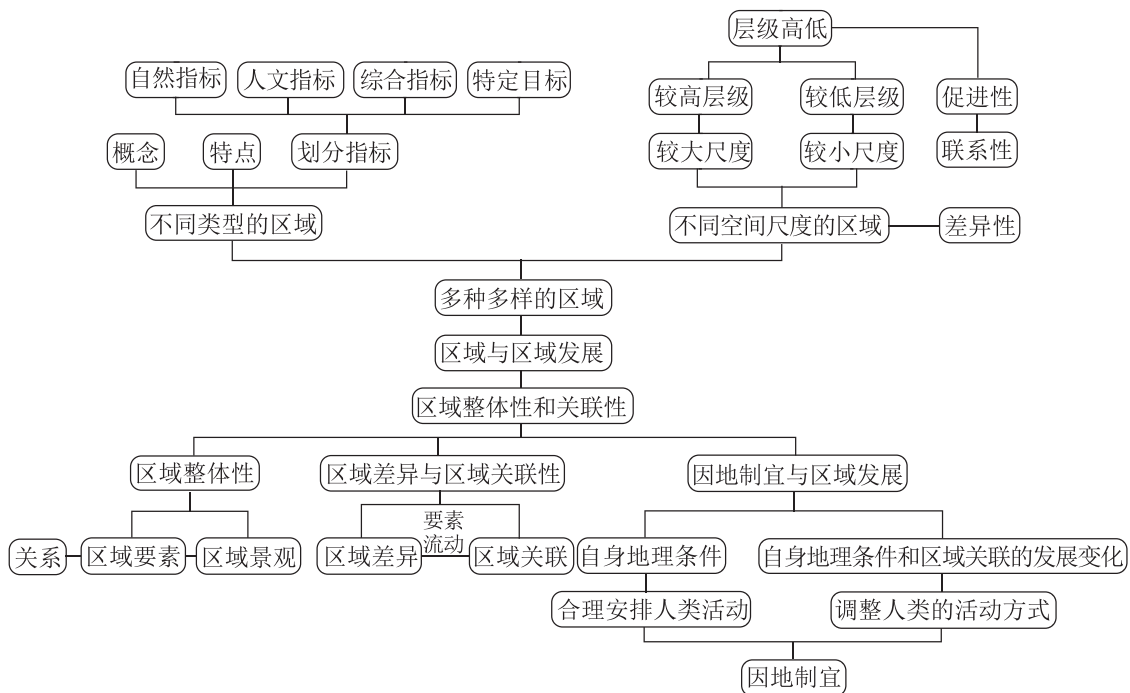 层级高低
自然指标
人文指标
综合指标
特定目标
较高层级
较低层级
促进性
概念
特点
划分指标
较大尺度
较小尺度
联系性
不同类型的区域
不同空间尺度的区域
差异性
多种多样的区域
区域与区域发展
区域整体性和关联性
区域整体性
区域差异与区域关联性
因地制宜与区域发展
关系
区域要素
区域景观
区域差异
要素
流动
区域关联
自身地理条件
自身地理条件和区域关联的发展变化
合理安排人类活动
调整人类的活动方式
因地制宜